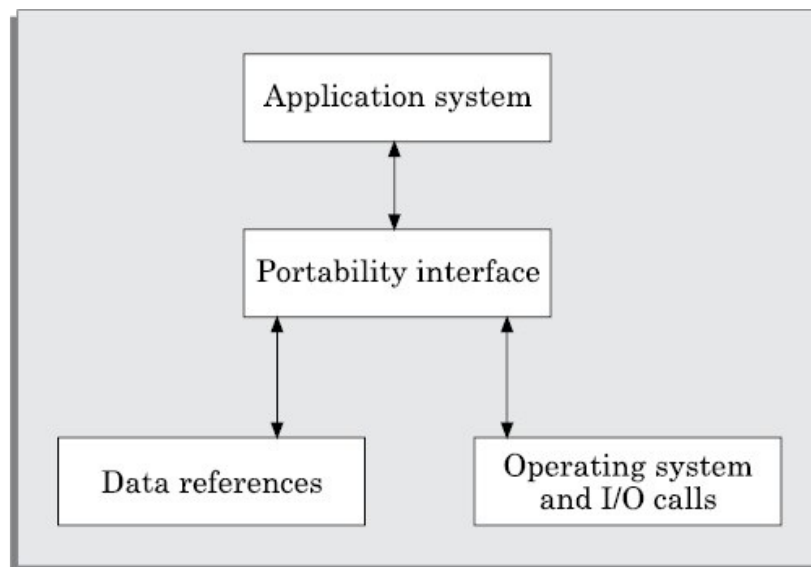 Application system
Portability interface
Data references
Operating system
and I/O calls